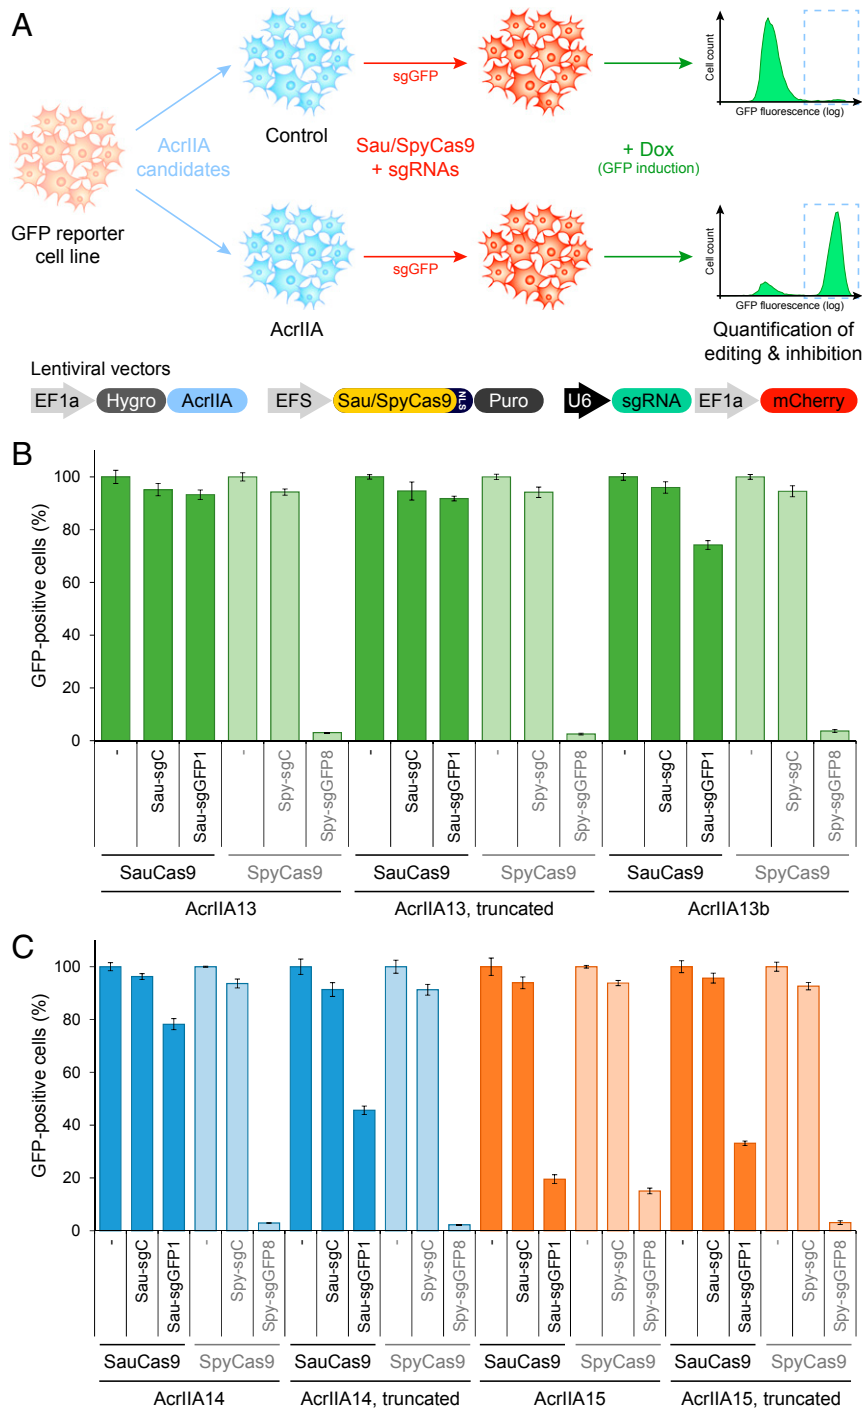 A
AcrIIA
candidates
GFP reporter
cell line
Control
AcrIIA
sgGFP
Sau/SpyCas9
+ sgRNAs
sgGFP
+ Dox
(GFP induction)
Cell count
GFP fluorescence (log)
Cell count
GFP fluorescence (log)
Quantification of
editing & inhibition
Lentiviral vectors
EF1a Hygro AcrIIA EFS Sau/SpyCas9 NLS Puro U6 sgRNA EF1a mCherry
B
GFP-positive cells (%)
100
80
60
40
20
0
- Sau-sgC Sau-sgGFP1 - Spy-sgC Spy-sgGFP8 - Sau-sgC Sau-sgGFP1 - Spy-sgC Spy-sgGFP8 - Sau-sgC Sau-sgGFP1 - Spy-sgC Spy-sgGFP8
SauCas9 SpyCas9 SauCas9 SpyCas9 SauCas9 SpyCas9
AcrIIA13 AcrIIA13, truncated AcrIIA13b
C
GFP-positive cells (%)
100
80
60
40
20
0
- Sau-sgC Sau-sgGFP1 - Spy-sgC Spy-sgGFP8 - Sau-sgC Sau-sgGFP1 - Spy-sgC Spy-sgGFP8 - Sau-sgC Sau-sgGFP1 - Spy-sgC Spy-sgGFP8 - Sau-sgC Sau-sgGFP1 - Spy-sgC Spy-sgGFP8
SauCas9 SpyCas9 SauCas9 SpyCas9 SauCas9 SpyCas9 SauCas9 SpyCas9
AcrIIA14 AcrIIA14, truncated AcrIIA15 AcrIIA15, truncated